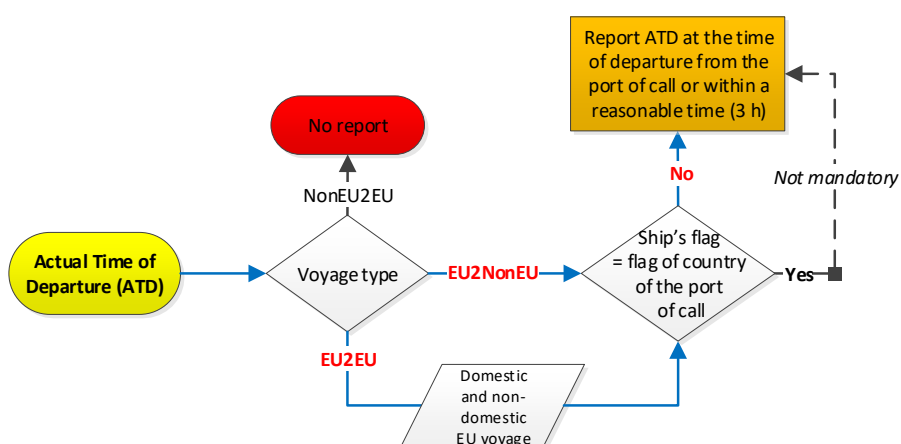 Report ATD at the time
of departure from the
port of call or within a
reasonable time (3 h)
No report
No
Not mandatory
NonEU2EU
Actual Time of
Departure (ATD)
Voyage type
EU2NonEU
Ship's flag
= flag of country
of the port
of call
Yes
EU2EU
Domestic
and non-
domestic
EU voyage